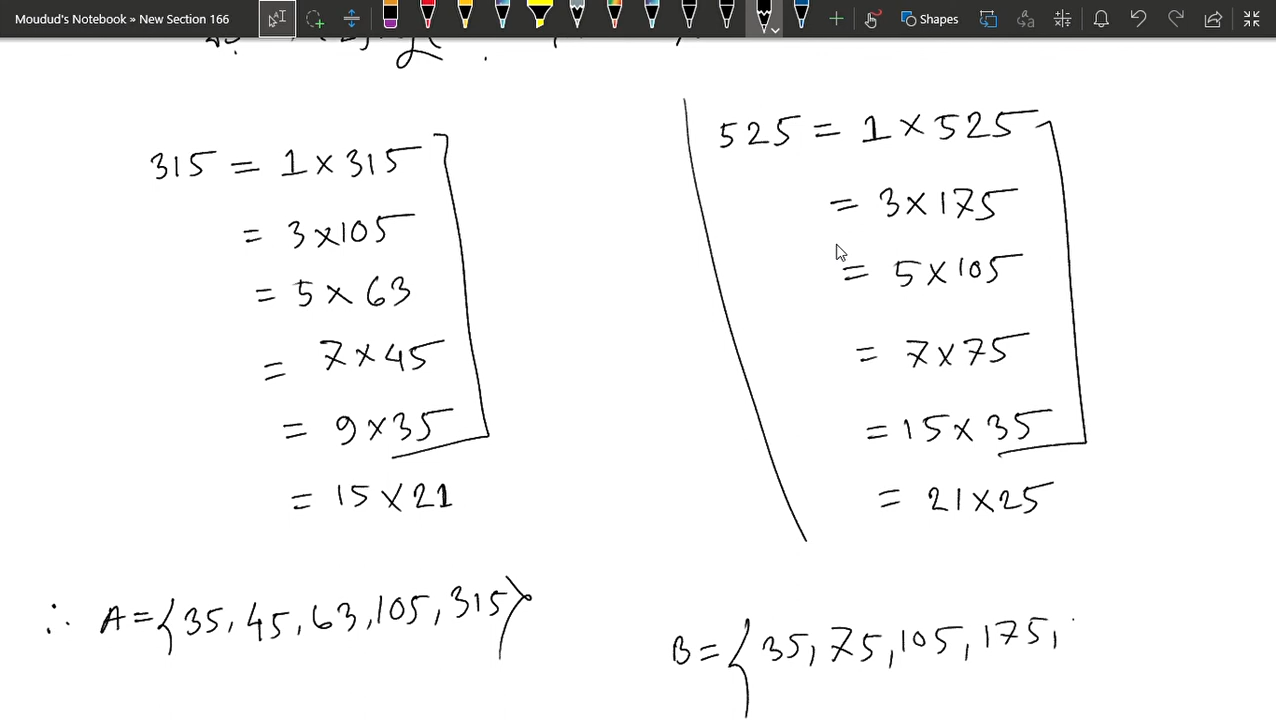 Moudud's Notebook » New Section 166
Shapes
315 = 1 × 315
= 3 × 105
= 5 × 63
= 7 × 45
= 9 × 35
= 15 × 21
525 = 1 × 525
= 3 × 175
= 5 × 105
= 7 × 75
= 15 × 35
= 21 × 25
∴ A = {35, 45, 63, 105, 315}
B = {35, 75, 105, 175,